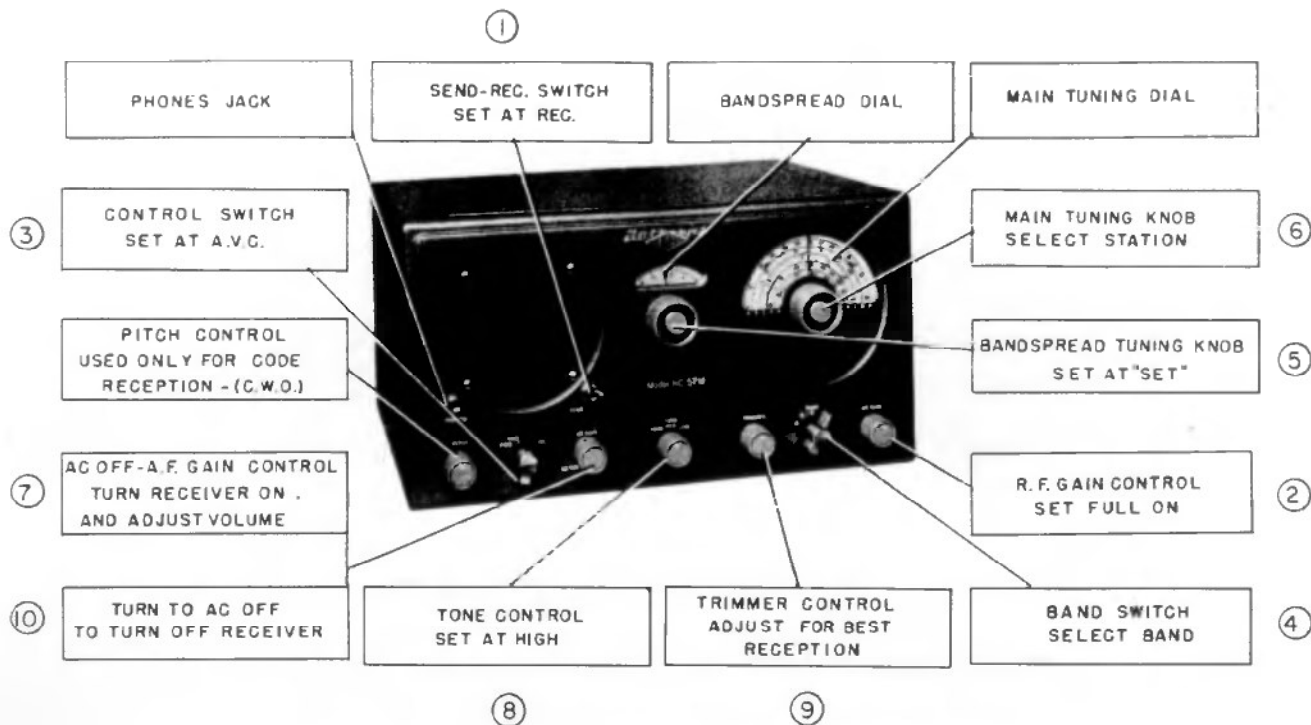 ①
PHONES JACK
SEND-REC. SWITCH
SET AT REC.
BANDSPREAD DIAL
MAIN TUNING DIAL
③
CONTROL SWITCH
SET AT A.V.C.
MAIN TUNING KNOB
SELECT STATION
⑥
PITCH CONTROL
USED ONLY FOR CODE
RECEPTION - (C.W.O.)
BANDSPREAD TUNING KNOB
SET AT "SET"
⑤
Model NC 57M
⑦
AC OFF-A.F. GAIN CONTROL
TURN RECEIVER ON .
AND ADJUST VOLUME
R.F. GAIN CONTROL
SET FULL ON
②
⑩
TURN TO AC OFF
TO TURN OFF RECEIVER
TONE CONTROL
SET AT HIGH
TRIMMER CONTROL
ADJUST FOR BEST
RECEPTION
BAND SWITCH
SELECT BAND
④
⑧
⑨